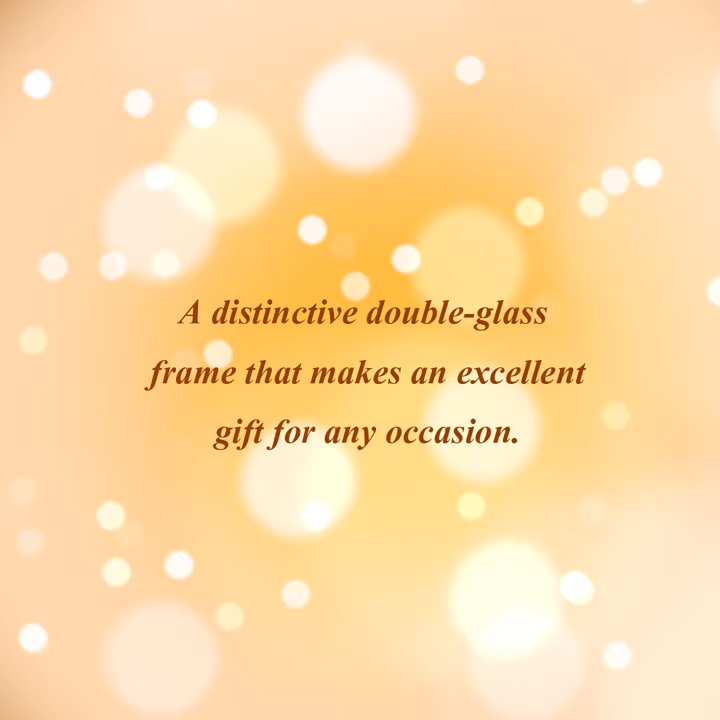 A distinctive double-glass
frame that makes an excellent
gift for any occasion.